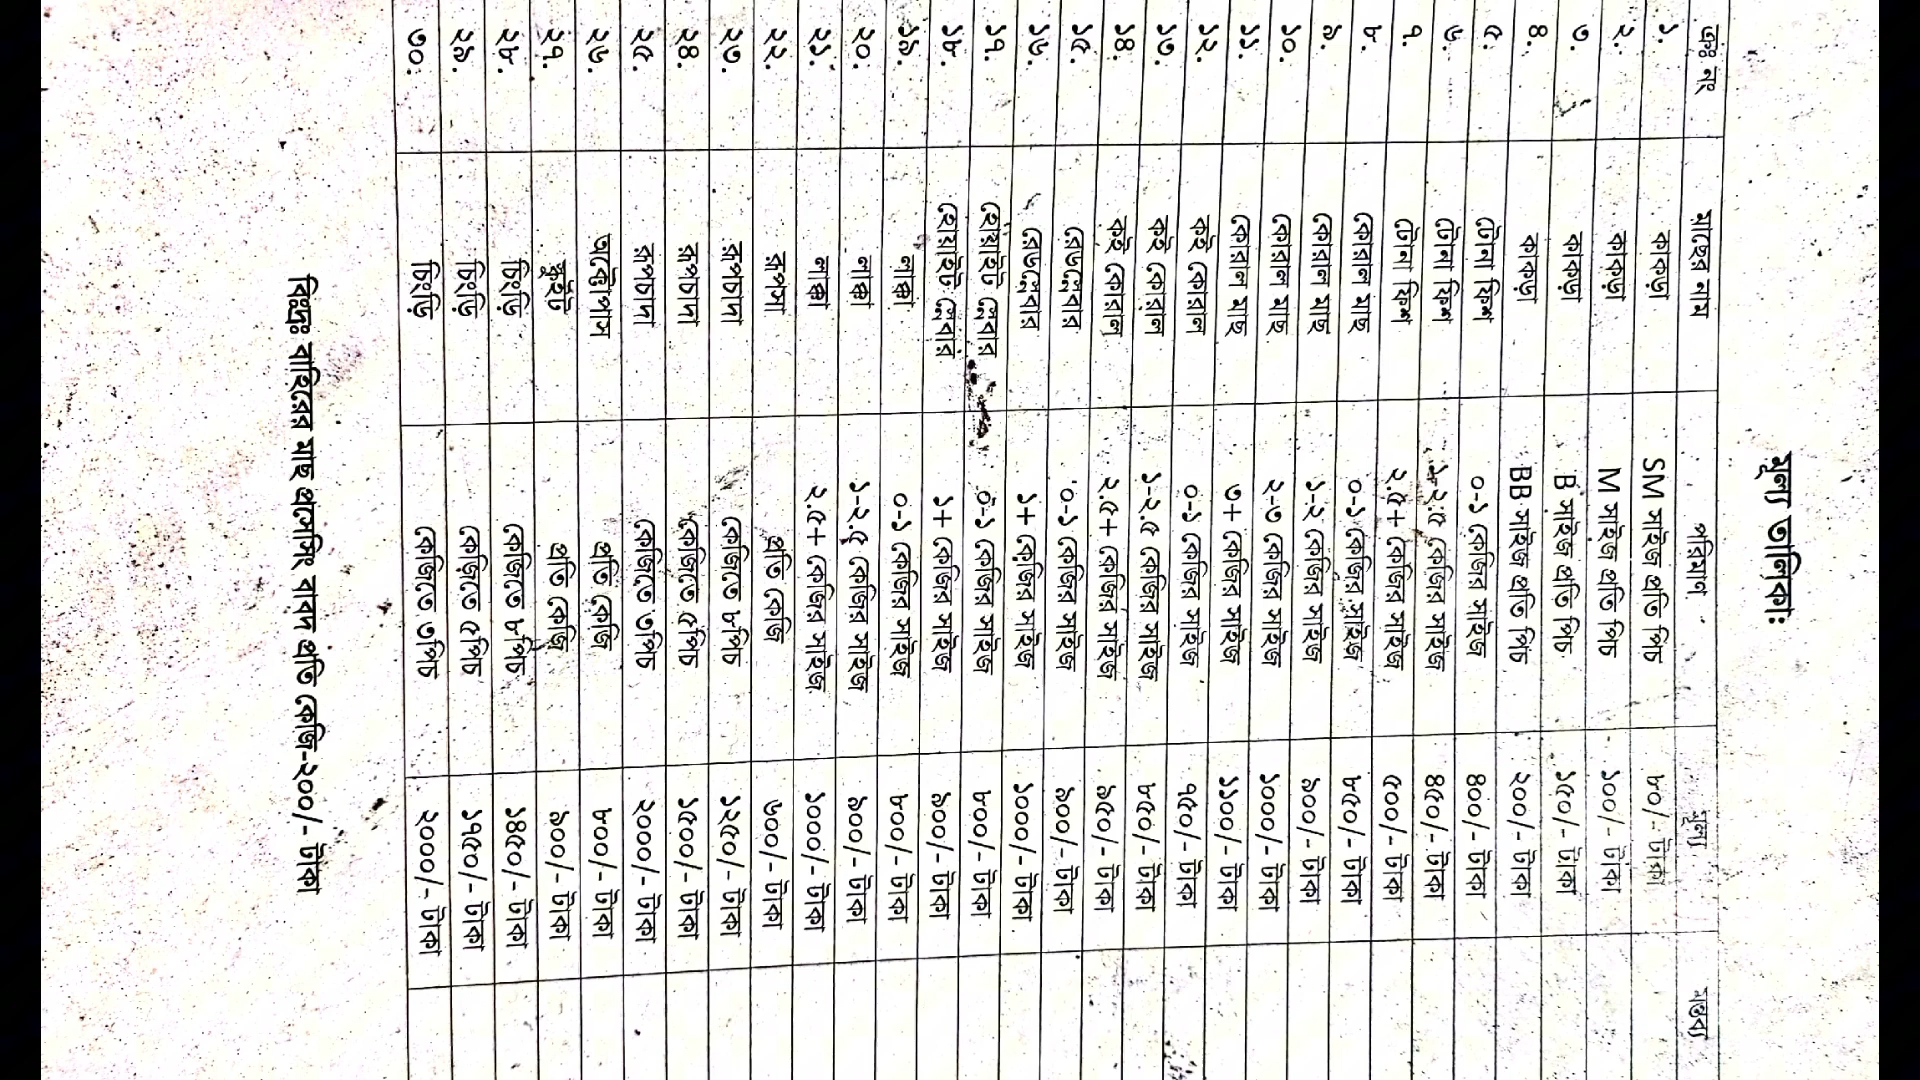 মূল্য তালিকা:
ক্রঃ নং মাছের নাম পরিমাণ মূল্য মন্তব্য
১. কাকড়া SM সাইজ প্রতি পিচ ৮০/- টাকা
২. কাকড়া M সাইজ প্রতি পিচ ১০০/- টাকা
৩. কাকড়া B সাইজ প্রতি পিচ ১৫০/- টাকা
৪. কাকড়া BB সাইজ প্রতি পিচ ২০০/- টাকা
৫. টোনা ফিশ ০-১ কেজির সাইজ ৪০০/- টাকা
৬. টোনা ফিশ ১-২.৫ কেজির সাইজ ৪৫০/- টাকা
৭. টোনা ফিশ ২.৫+ কেজির সাইজ ৫০০/- টাকা
৮. কোরাল মাছ ০-১ কেজির সাইজ ৮৫০/- টাকা
৯. কোরাল মাছ ১-২ কেজির সাইজ ৯০০/- টাকা
১০. কোরাল মাছ ২-৩ কেজির সাইজ ১০০০/- টাকা
১১. কোরাল মাছ ৩+ কেজির সাইজ ১১০০/- টাকা
১২. কই কোরাল ০-১ কেজির সাইজ ৭৫০/- টাকা
১৩. কই কোরাল ১-২.৫ কেজির সাইজ ৮৫০/- টাকা
১৪. কই কোরাল ২.৫+ কেজির সাইজ ৯৫০/- টাকা
১৫. রেডস্নেপার ০-১ কেজির সাইজ ৯০০/- টাকা
১৬. রেডস্নেপার ১+ কেজির সাইজ ১০০০/- টাকা
১৭. হোয়াইট স্নেপার ০-১ কেজির সাইজ ৮০০/- টাকা
১৮. হোয়াইট স্নেপার ১+ কেজির সাইজ ৯০০/- টাকা
১৯. লাক্কা ০-১ কেজির সাইজ ৮০০/- টাকা
২০. লাক্কা ১-২.৫ কেজির সাইজ ৯০০/- টাকা
২১. লাক্কা ২.৫+ কেজির সাইজ ১০০০/- টাকা
২২. রূপসা প্রতি কেজি ৬০০/- টাকা
২৩. রূপচাদা কেজিতে ৮পিচ ১২৫০/- টাকা
২৪. রূপচাদা কেজিতে ৫পিচ ১৫০০/- টাকা
২৫. রূপচাদা কেজিতে ৩পিচ ২০০০/- টাকা
২৬. অক্টোপাস প্রতি কেজি ৮০০/- টাকা
২৭. স্কুইট প্রতি কেজি ৯০০/- টাকা
২৮. চিংড়ি কেজিতে ৮পিচ ১৪৫০/- টাকা
২৯. চিংড়ি কেজিতে ৫পিচ ১৭৫০/- টাকা
৩০. চিংড়ি কেজিতে ৩পিচ ২০০০/- টাকা
বিঃদ্রঃ বাহিরের মাছ প্রসেসিং বাবদ প্রতি কেজি-২০০/- টাকা